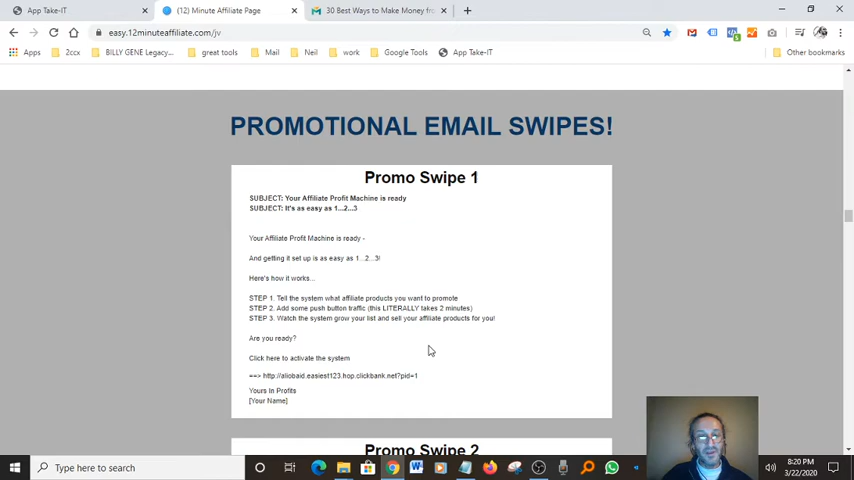 App Take-IT
(12) Minute Affiliate Page
30 Best Ways to Make Money fro
easy.12minuteaffiliate.com/jv
Apps
2ccx
BILLY GENE Legacy...
great tools
Mail
Neil
work
Google Tools
App Take-IT
Other bookmarks
PROMOTIONAL EMAIL SWIPES!
Promo Swipe 1
SUBJECT: Your Affiliate Profit Machine is ready
SUBJECT: It's as easy as 1...2...3
Your Affiliate Profit Machine is ready -
And getting it set up is as easy as 1...2...3!
Here's how it works...
STEP 1. Tell the system what affiliate products you want to promote
STEP 2. Add some push button traffic (this LITERALLY takes 2 minutes)
STEP 3. Watch the system grow your list and sell your affiliate products for you!
Are you ready?
Click here to activate the system
==> http://aliobaid.easiest123.hop.clickbank.net?pid=1
Yours In Profits
[Your Name]
Promo Swipe 2
Type here to search
8:20 PM
3/22/2020